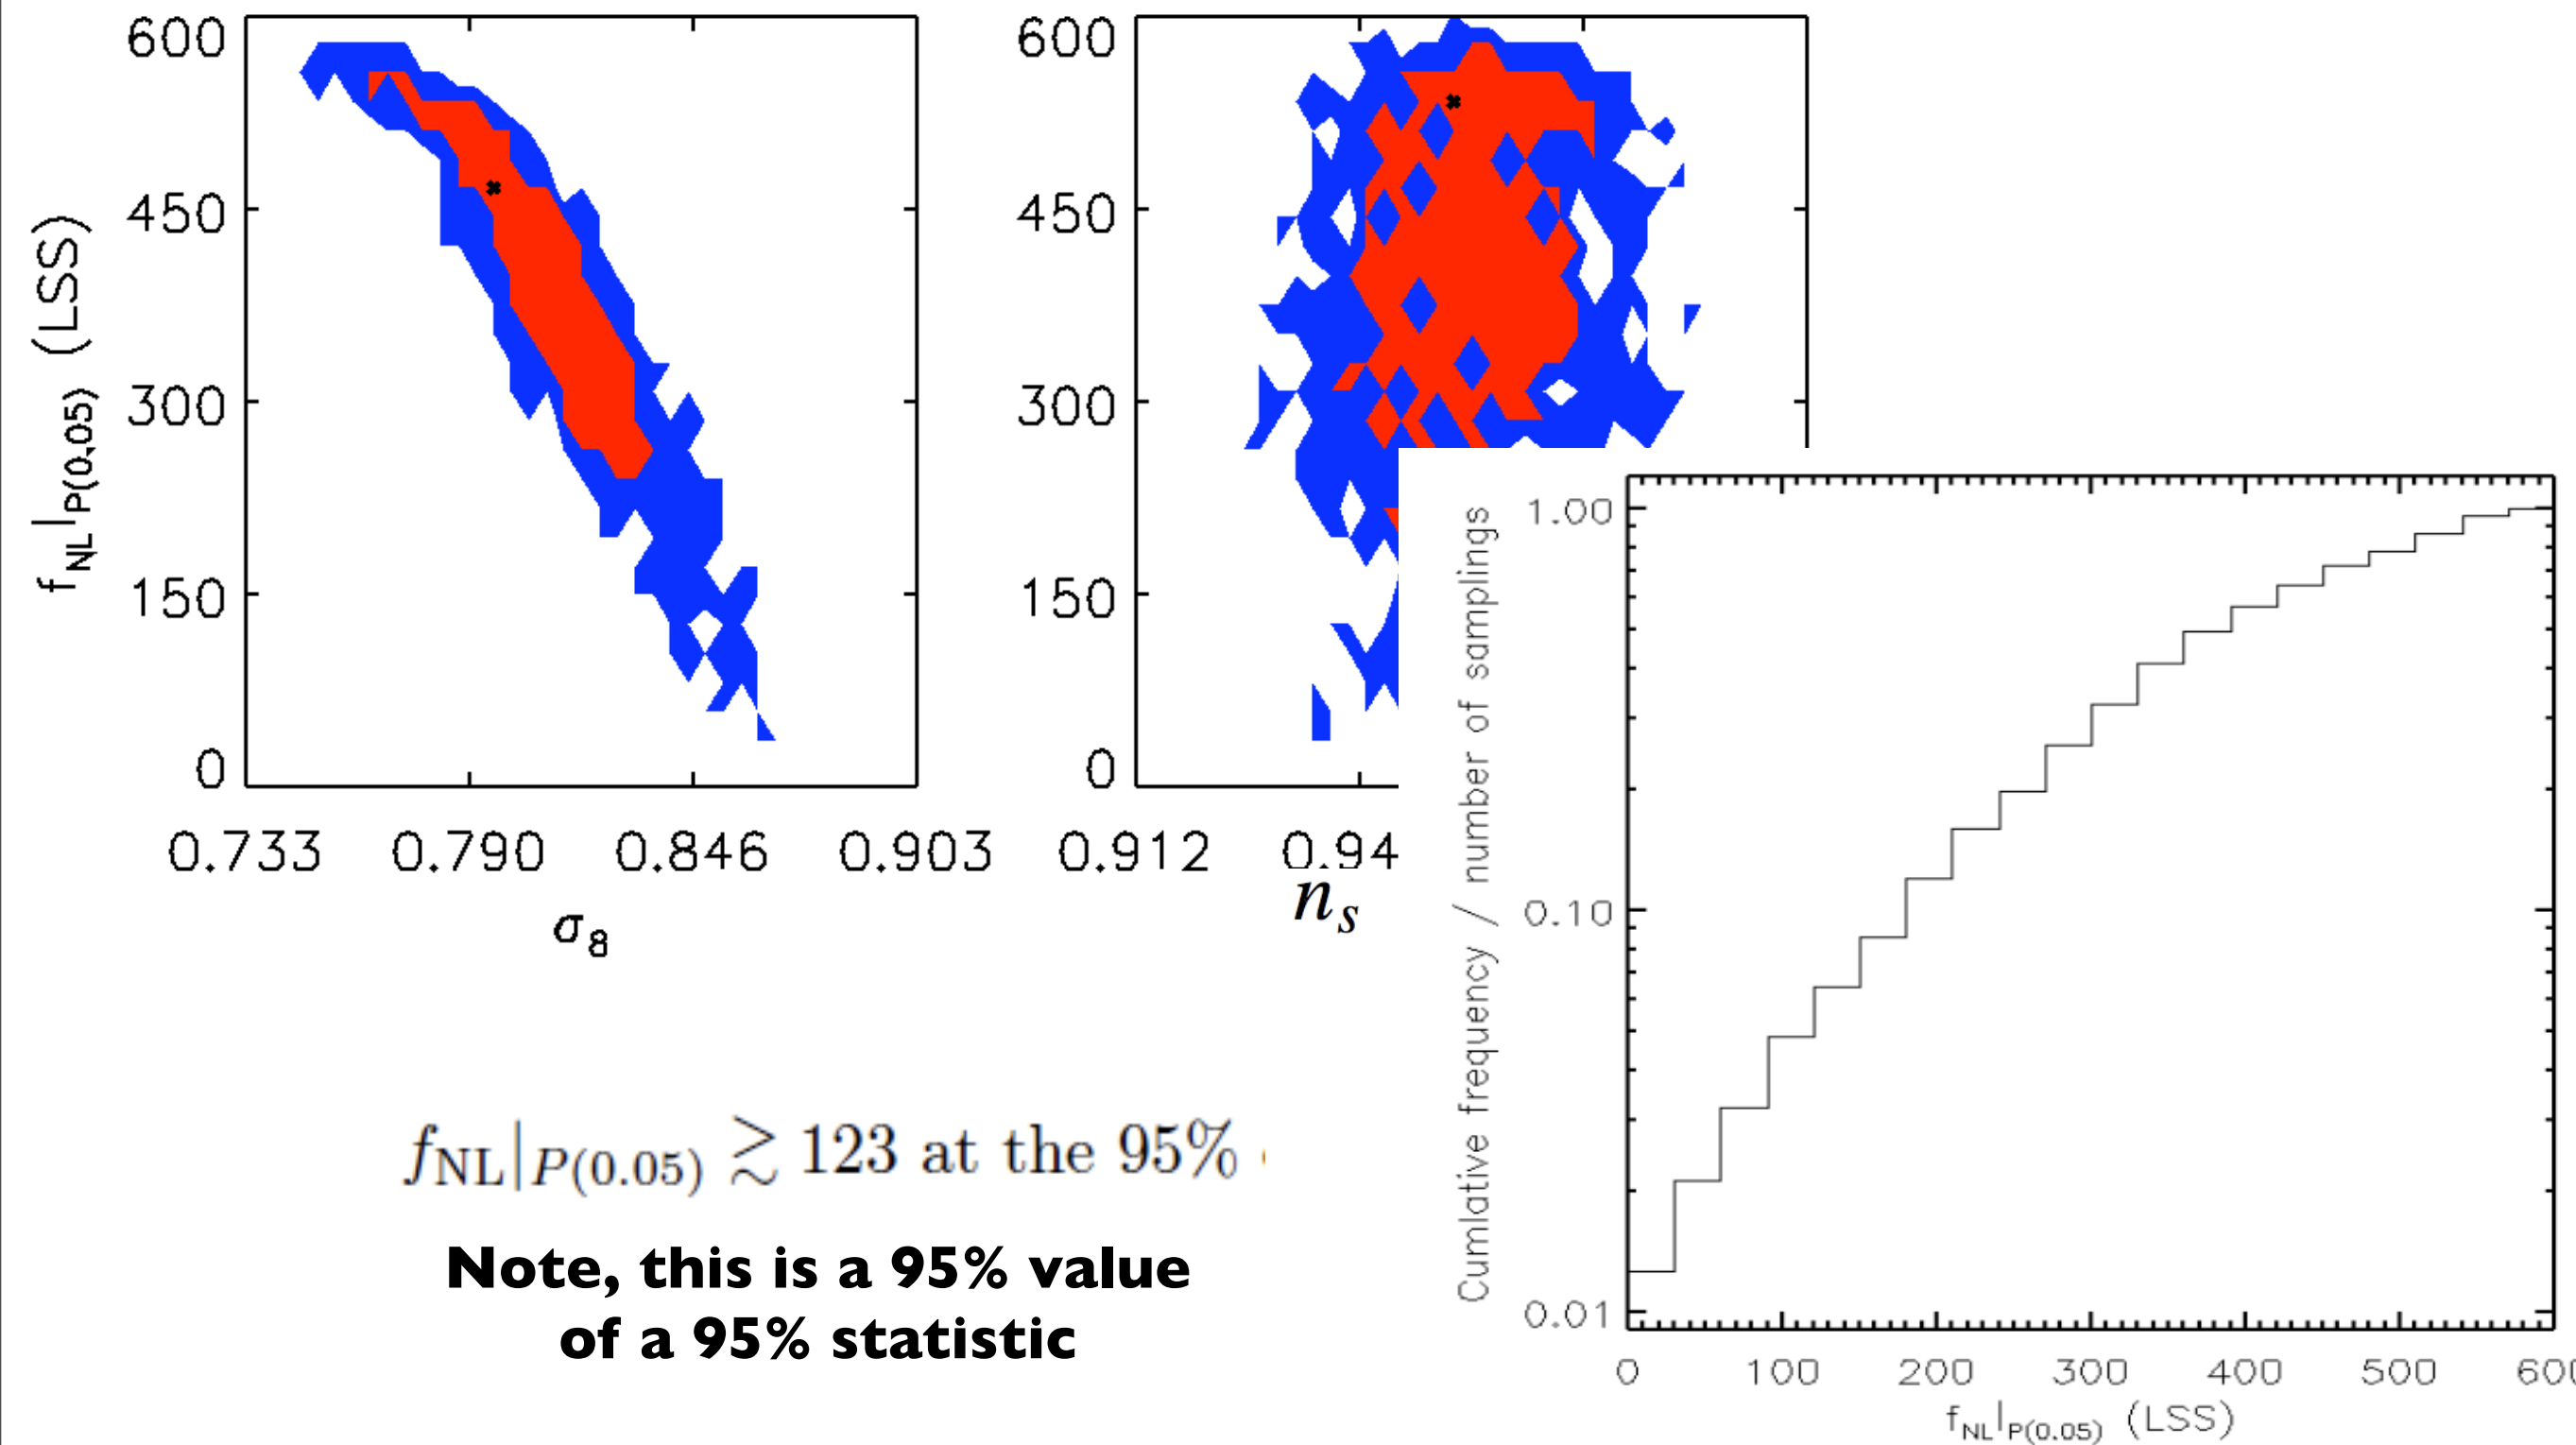 600
450
300
150
0
f_NL|_P(0.05) (LSS)
0.733 0.790 0.846 0.903
σ_8
600
450
300
150
0
0.912 0.94
n_s
1.00
0.10
0.01
Cumlative frequency / number of samplings
0 100 200 300 400 500 600
f_NL|_P(0.05) (LSS)
f_NL|_P(0.05) ≳ 123 at the 95%
Note, this is a 95% value
of a 95% statistic